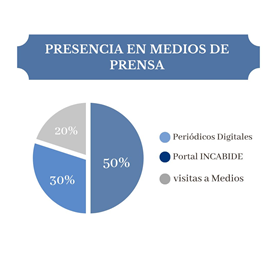 PRESENCIA EN MEDIOS DE
PRENSA
20%
50%
30%
Periódicos Digitales
Portal INCABIDE
visitas a Medios